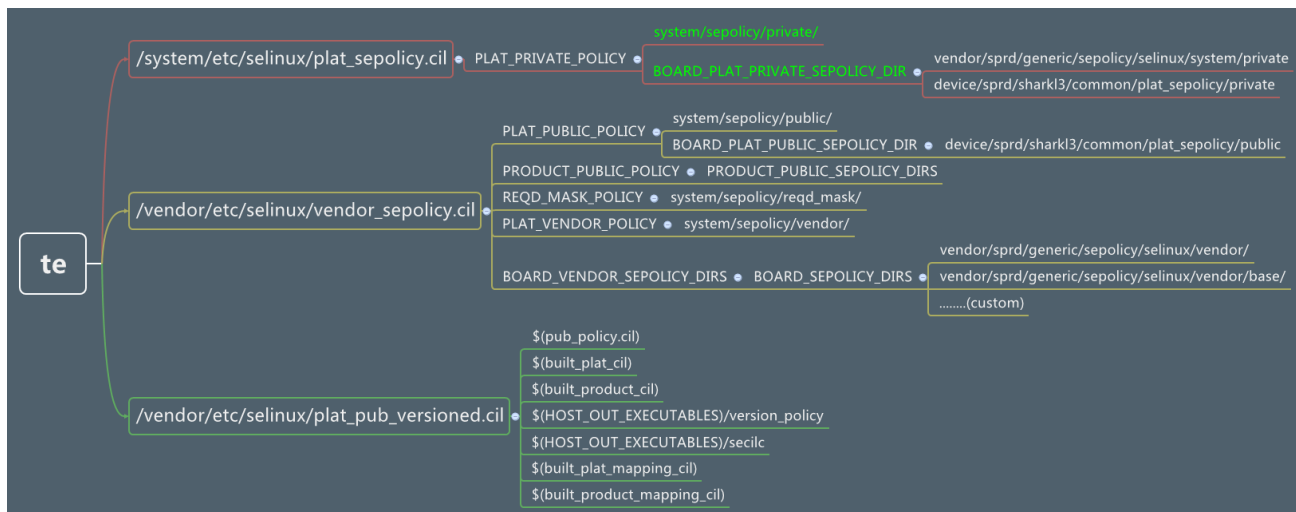 te
/system/etc/selinux/plat_sepolicy.cil
PLAT_PRIVATE_POLICY
system/sepolicy/private/
BOARD_PLAT_PRIVATE_SEPOLICY_DIR
vendor/sprd/generic/sepolicy/selinux/system/private
device/sprd/sharkl3/common/plat_sepolicy/private
/vendor/etc/selinux/vendor_sepolicy.cil
PLAT_PUBLIC_POLICY
system/sepolicy/public/
BOARD_PLAT_PUBLIC_SEPOLICY_DIR
device/sprd/sharkl3/common/plat_sepolicy/public
PRODUCT_PUBLIC_POLICY
PRODUCT_PUBLIC_SEPOLICY_DIRS
REQD_MASK_POLICY
system/sepolicy/reqd_mask/
PLAT_VENDOR_POLICY
system/sepolicy/vendor/
BOARD_VENDOR_SEPOLICY_DIRS
BOARD_SEPOLICY_DIRS
vendor/sprd/generic/sepolicy/selinux/vendor/
vendor/sprd/generic/sepolicy/selinux/vendor/base/
........(custom)
/vendor/etc/selinux/plat_pub_versioned.cil
$(pub_policy.cil)
$(built_plat_cil)
$(built_product_cil)
$(HOST_OUT_EXECUTABLES)/version_policy
$(HOST_OUT_EXECUTABLES)/secilc
$(built_plat_mapping_cil)
$(built_product_mapping_cil)